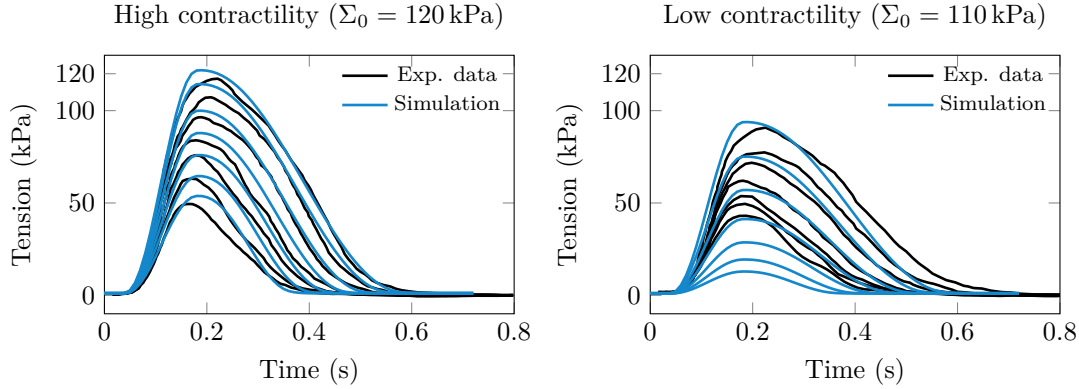 High contractility (Σ₀ = 120 kPa)
120
100
50
0
Tension (kPa)
Exp. data
Simulation
0
0.2
0.4
0.6
0.8
Time (s)
Low contractility (Σ₀ = 110 kPa)
120
100
50
0
Tension (kPa)
Exp. data
Simulation
0
0.2
0.4
0.6
0.8
Time (s)